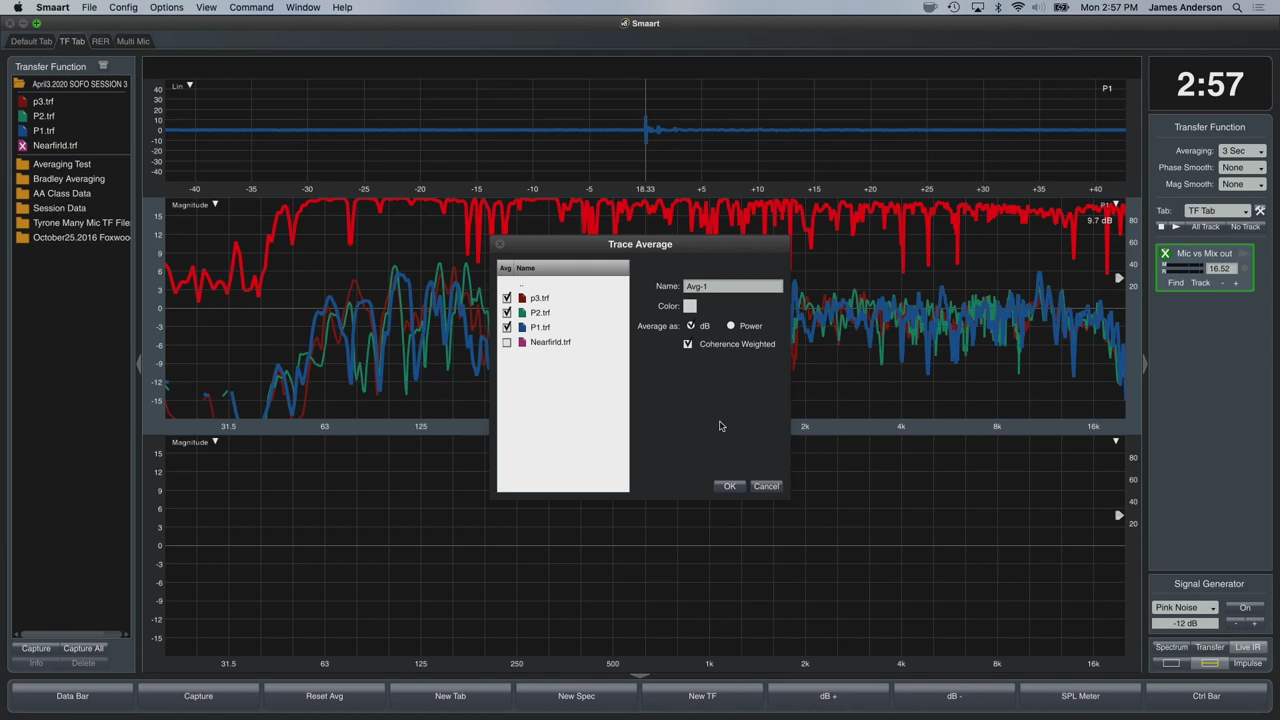 Smaart File Config Options View Command Window Help Mon 2:57 PM James Anderson
Smaart
Default Tab TF Tab RER Multi Mic
Transfer Function
April3.2020 SOFO SESSION 3
p3.trf
P2.trf
P1.trf
Nearfirld.trf
Averaging Test
Bradley Averaging
AA Class Data
Session Data
Tyrone Many Mic TF Files
October25.2016 Foxwoo
Capture Capture All
Info Delete
Lin P1
40
30
20
10
0
-10
-20
-30
-40
-40 -35 -30 -25 -20 -15 -10 -5 18.33 +5 +10 +15 +20 +25 +30 +35 +40
Magnitude P1
9.7 dB
15
12
9
6
3
0
-3
-6
-9
-12
-15
80
60
40
20
31.5 63 125 2k 4k 8k 16k
Trace Average
Avg Name
..
p3.trf
P2.trf
P1.trf
Nearfirld.trf
Name: Avg-1
Color:
Average as: dB Power
Coherence Weighted
OK Cancel
Magnitude
15
12
9
6
3
0
-3
-6
-9
-12
-15
80
60
40
20
31.5 63 125 250 500 1k 2k 4k 8k 16k
2:57
Transfer Function
Averaging: 3 Sec
Phase Smooth: None
Mag Smooth: None
Tab: TF Tab
All Track No Track
Mic vs Mix out
M
R
16.52
Find Track - +
Signal Generator
Pink Noise On
-12 dB - +
Spectrum Transfer Live IR
Impulse
Data Bar Capture Reset Avg New Tab New Spec New TF dB + dB - SPL Meter Ctrl Bar